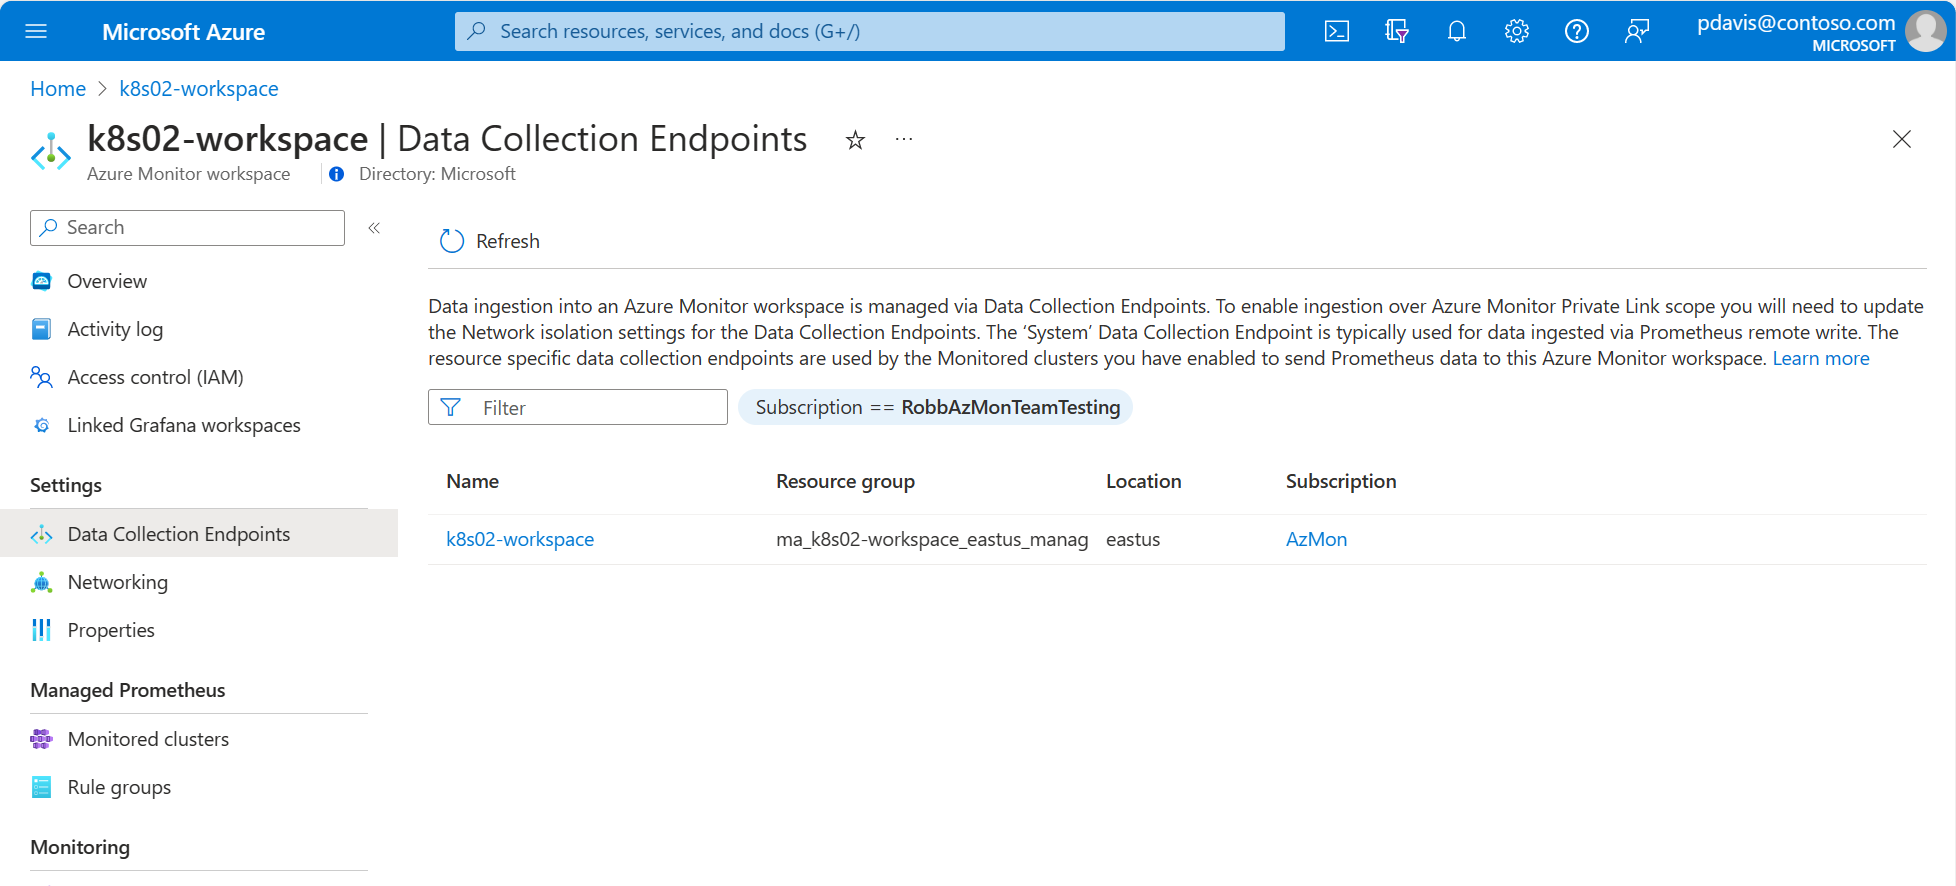 Microsoft Azure
Search resources, services, and docs (G+/)
pdavis@contoso.com
MICROSOFT
Home > k8s02-workspace
k8s02-workspace | Data Collection Endpoints
Azure Monitor workspace
Directory: Microsoft
Search
Overview
Activity log
Access control (IAM)
Linked Grafana workspaces
Settings
Data Collection Endpoints
Networking
Properties
Managed Prometheus
Monitored clusters
Rule groups
Monitoring
Refresh
Data ingestion into an Azure Monitor workspace is managed via Data Collection Endpoints. To enable ingestion over Azure Monitor Private Link scope you will need to update
the Network isolation settings for the Data Collection Endpoints. The ‘System’ Data Collection Endpoint is typically used for data ingested via Prometheus remote write. The
resource specific data collection endpoints are used by the Monitored clusters you have enabled to send Prometheus data to this Azure Monitor workspace. Learn more
Filter
Subscription == RobbAzMonTeamTesting
Name Resource group Location Subscription
k8s02-workspace ma_k8s02-workspace_eastus_manag eastus AzMon